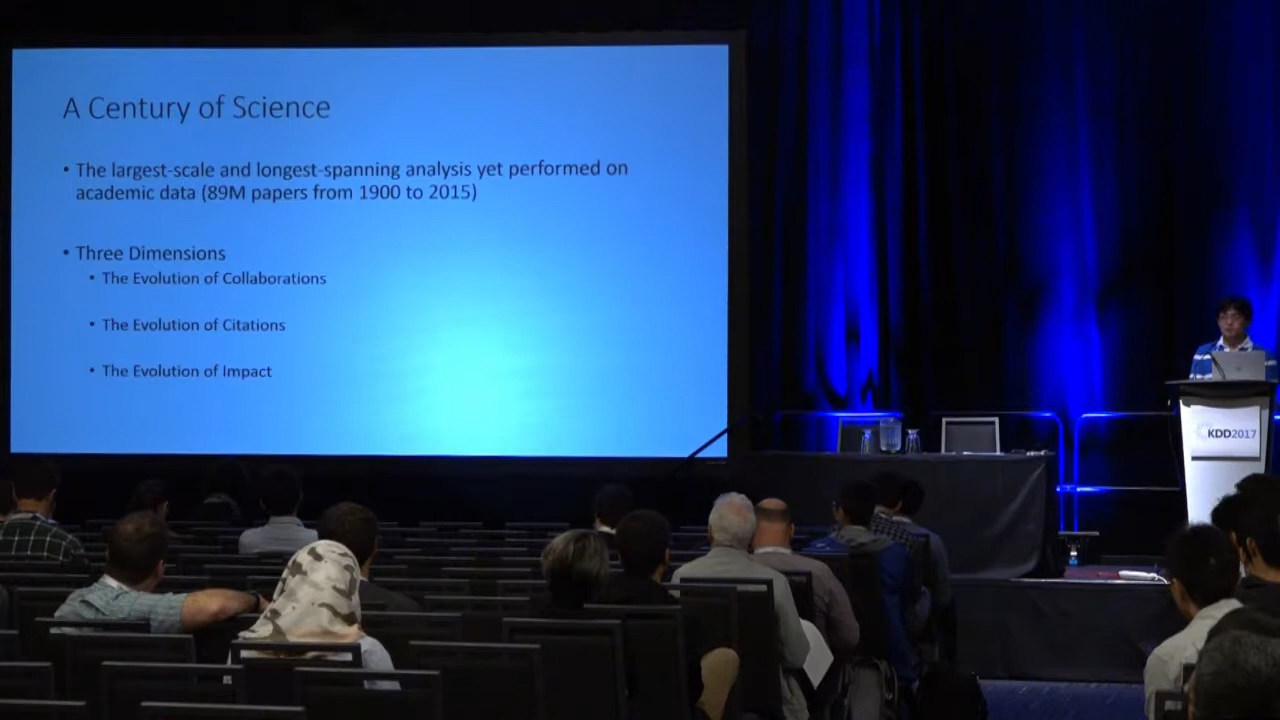 A Century of Science
• The largest-scale and longest-spanning analysis yet performed on
academic data (89M papers from 1900 to 2015)
• Three Dimensions
• The Evolution of Collaborations
• The Evolution of Citations
• The Evolution of Impact
KDD2017